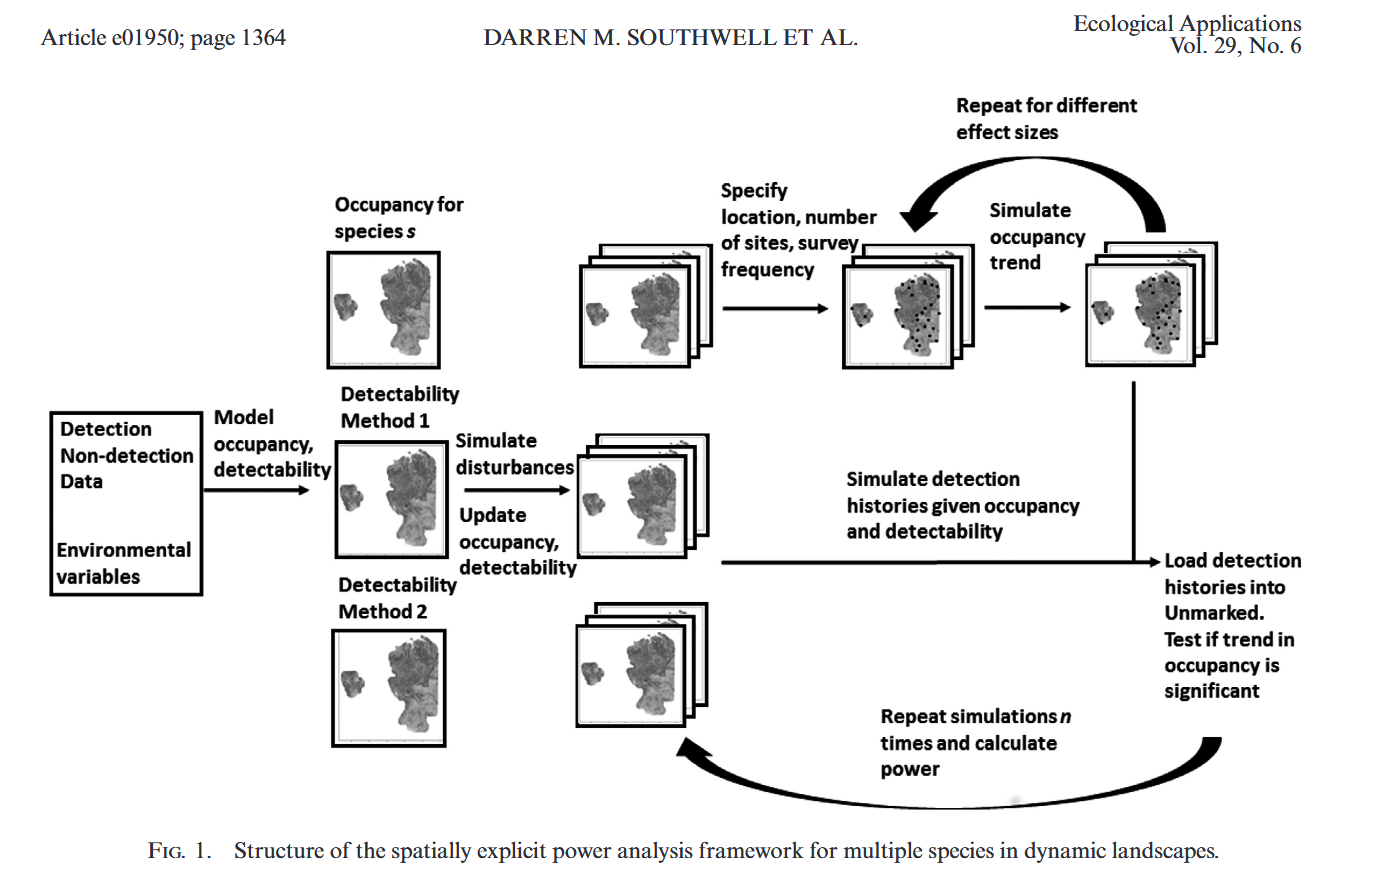 Article e01950; page 1364
DARREN M. SOUTHWELL ET AL.
Ecological Applications
Vol. 29, No. 6
Repeat for different
effect sizes
Occupancy for
species s
Specify
location, number
of sites, survey
frequency
Simulate
occupancy
trend
Detection
Non-detection
Data
Environmental
variables
Model
occupancy,
detectability
Detectability
Method 1
Simulate
disturbances
Update
occupancy,
detectability
Detectability
Method 2
Simulate detection
histories given occupancy
and detectability
Load detection
histories into
Unmarked.
Test if trend in
occupancy is
significant
Repeat simulations n
times and calculate
power
FIG. 1. Structure of the spatially explicit power analysis framework for multiple species in dynamic landscapes.